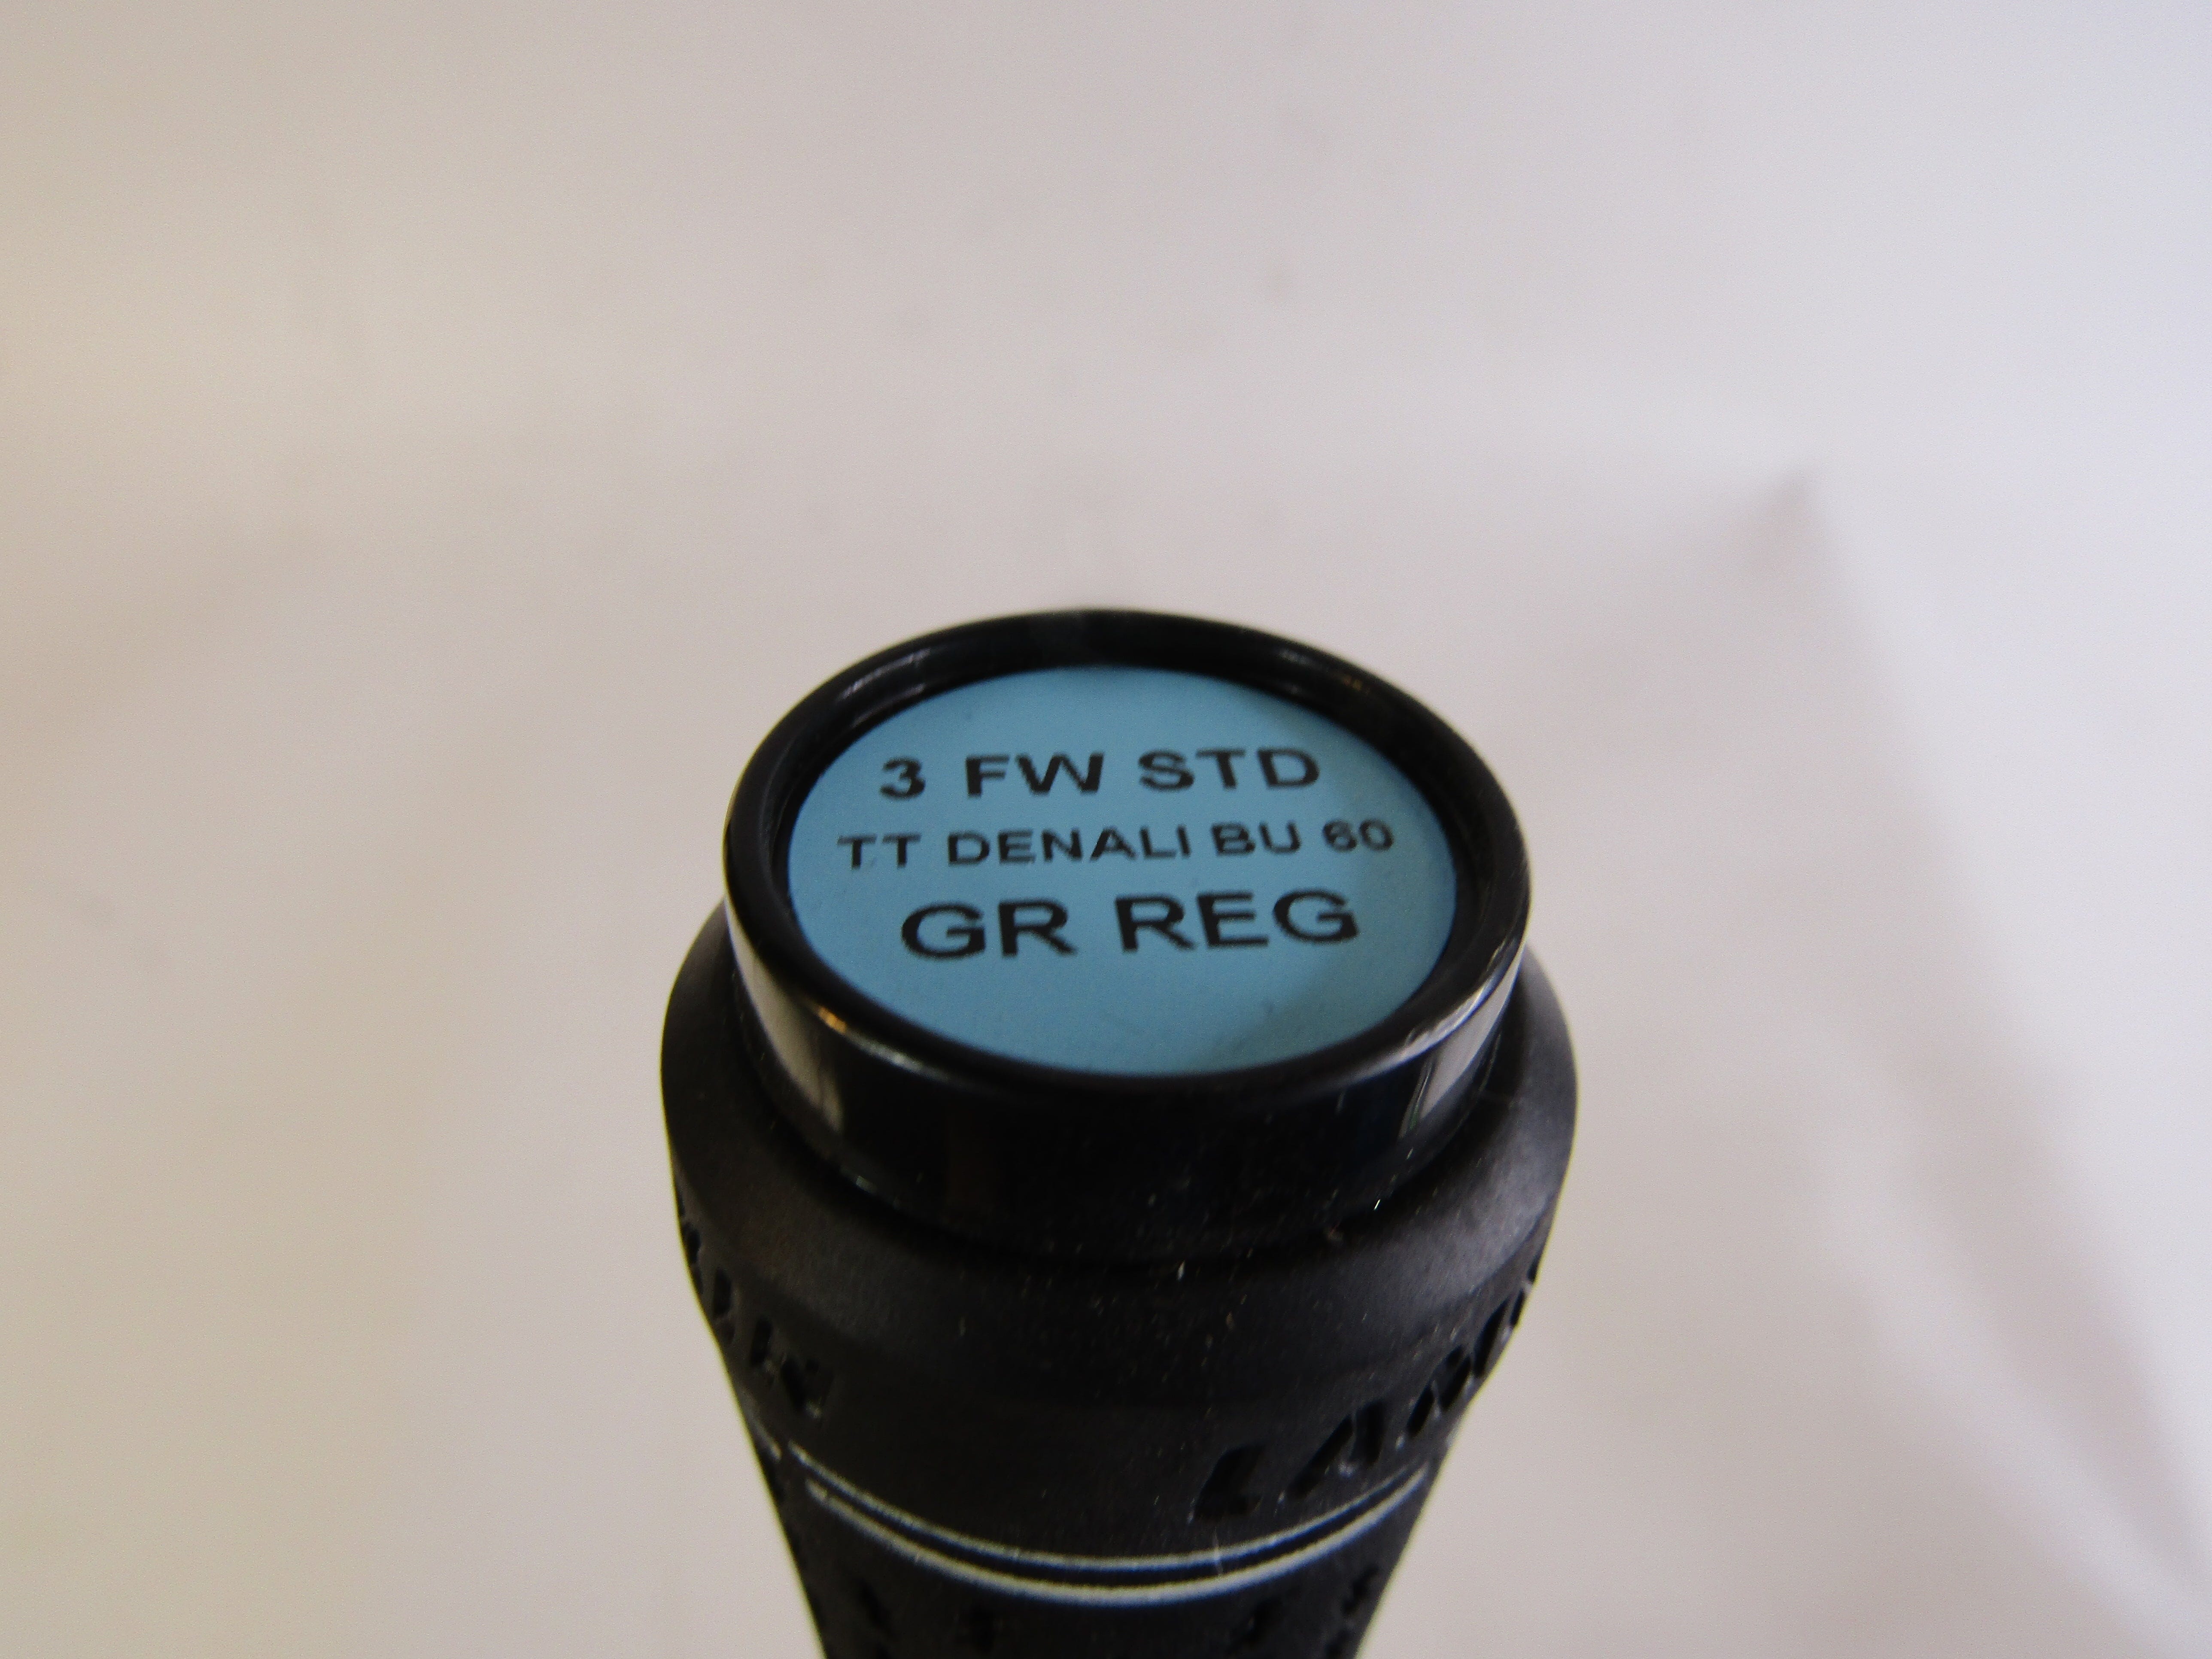 3 FW STD
TT DENALI BU 60
GR REG